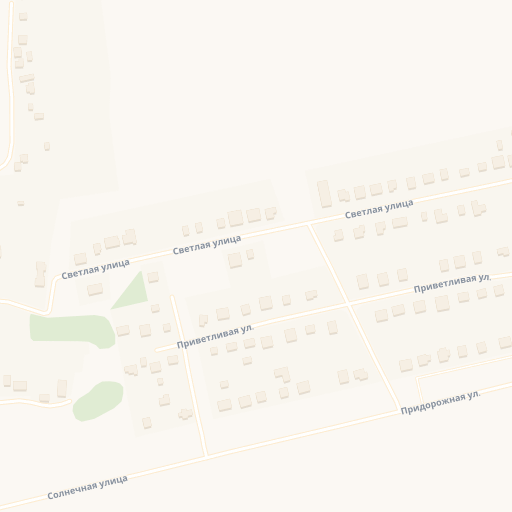 Светлая улица
Светлая улица
Светлая улица
Приветливая ул.
Приветливая ул.
Придорожная ул.
Солнечная улица